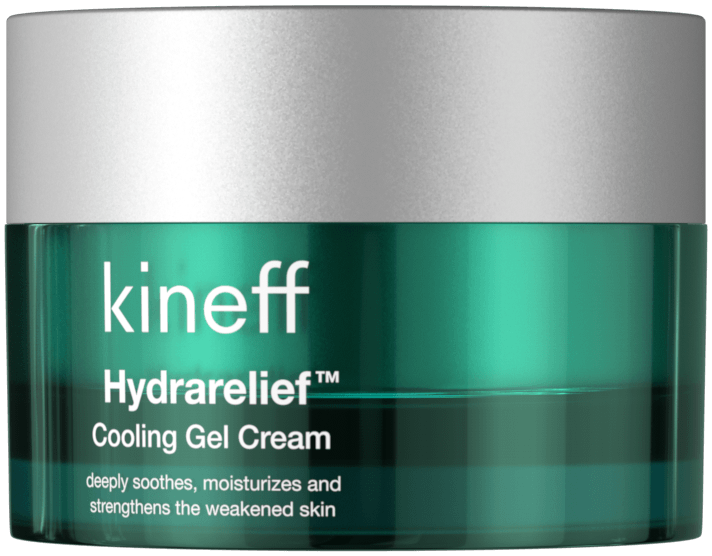 kineff
Hydrarelief™
Cooling Gel Cream
deeply soothes, moisturizes and
strengthens the weakened skin